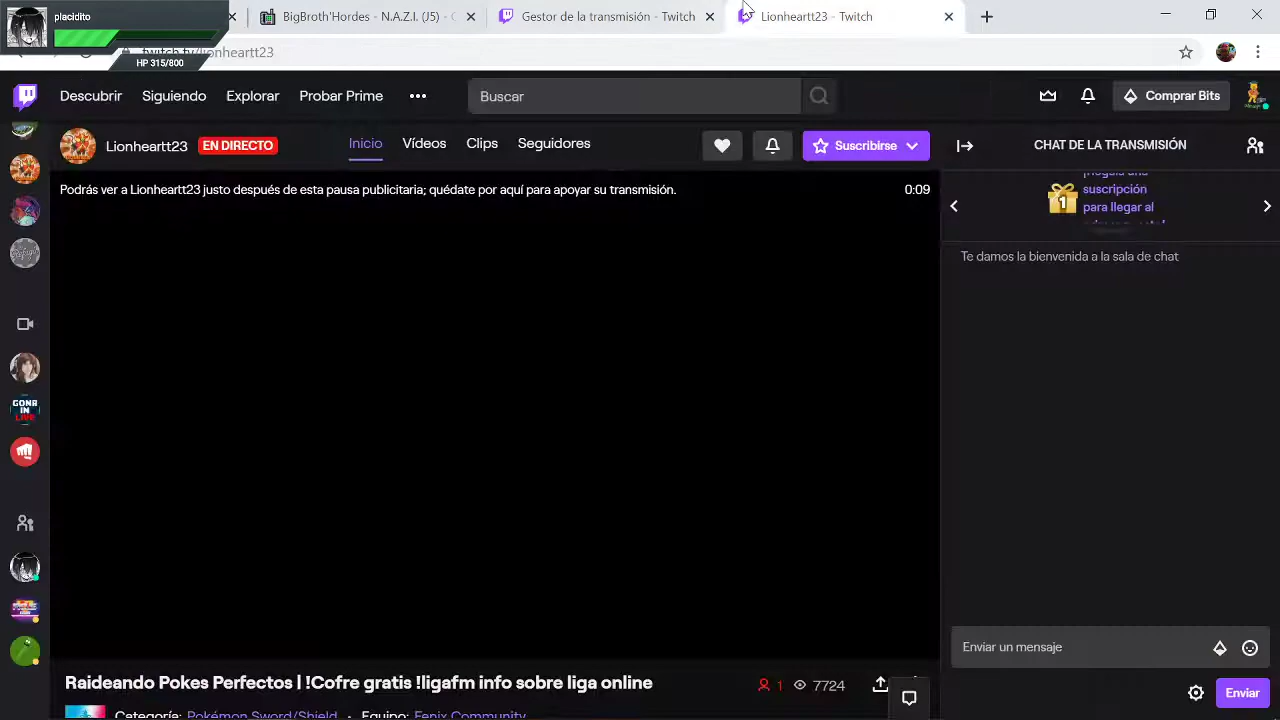 placidito
HP 315/800
BigBroth'Hordes - N.A.Z.I. (J5) - G
Gestor de la transmisión - Twitch
Lionheartt23 - Twitch
twitch.tv/lionheartt23
Descubrir
Siguiendo
Explorar
Probar Prime
Buscar
Comprar Bits
Lionheartt23
EN DIRECTO
Inicio
Vídeos
Clips
Seguidores
Suscribirse
CHAT DE LA TRANSMISIÓN
Podrás ver a Lionheartt23 justo después de esta pausa publicitaria; quédate por aquí para apoyar su transmisión.
0:09
1
¡Regala una
suscripción
para llegar al
Te damos la bienvenida a la sala de chat
GONA
IN
LIVE
Enviar un mensaje
Raideando Pokes Perfectos | !Cofre gratis !ligafm info sobre liga online
1
7724
Enviar
Categoría: Pokémon Sword/Shield · Equipo: Fenix Community